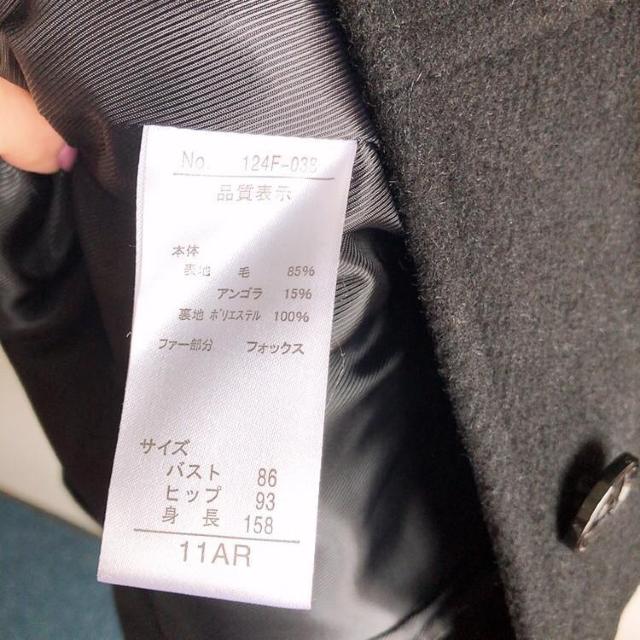 No. 124F-038
品質表示
本体
表地 毛 85%
アンゴラ 15%
裏地 ポリエステル 100%
ファー部分 フォックス
サイズ
バスト 86
ヒップ 93
身長 158
11AR